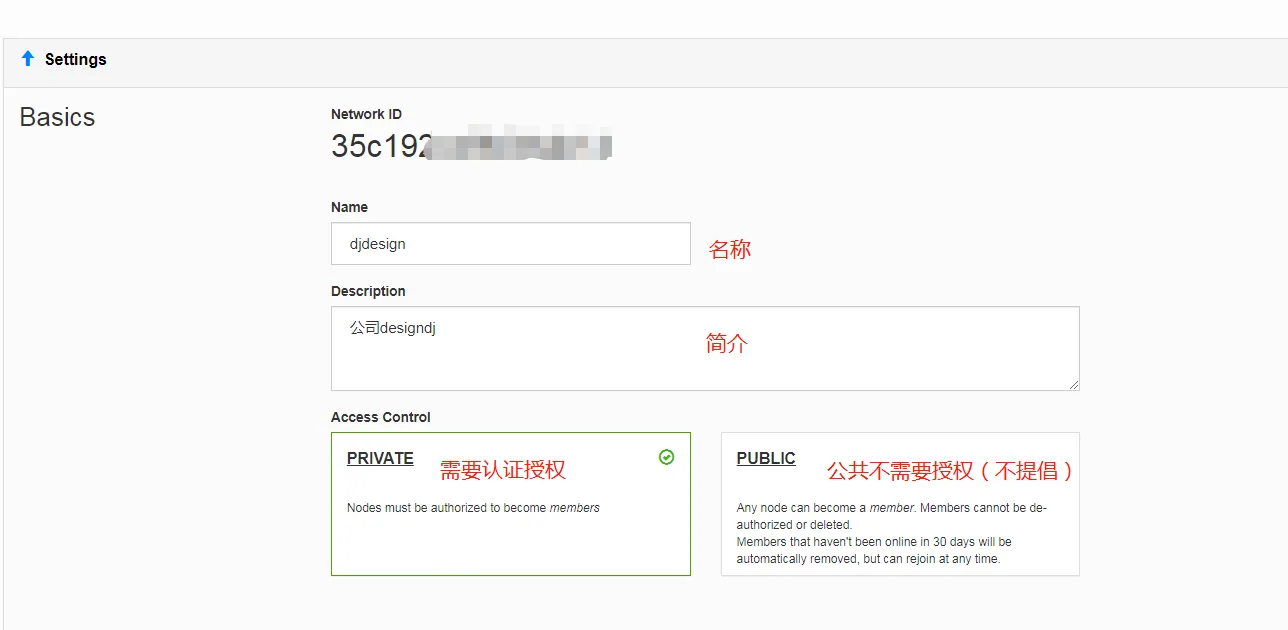 Settings
Basics
Network ID
35c192
Name
djdesign
名称
Description
公司designdj
简介
Access Control
PRIVATE
需要认证授权
Nodes must be authorized to become members
PUBLIC
公共不需要授权（不提倡）
Any node can become a member. Members cannot be de-
authorized or deleted.
Members that haven't been online in 30 days will be
automatically removed, but can rejoin at any time.